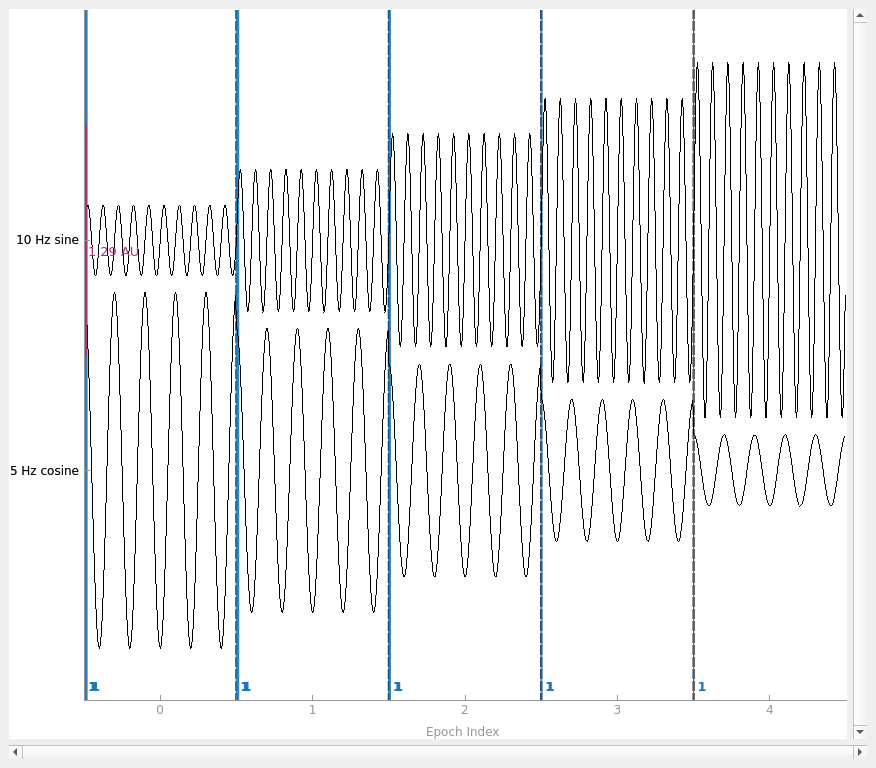 10 Hz sine
1.29 AU
5 Hz cosine
1 1 1 1 1
0 1 2 3 4
Epoch Index